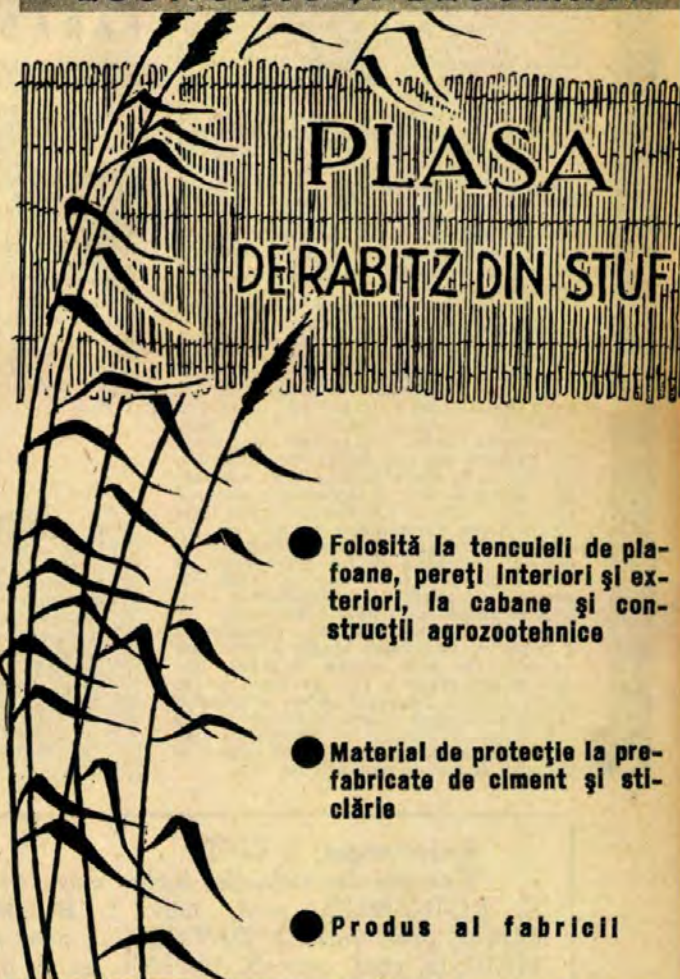 PLASA
DE RABITZ DIN STUF
● Folosită la tencuieli de pla-
foane, pereţi interiori şi ex-
teriori, la cabane şi con-
strucţii agrozootehnice
● Material de protecţie la pre-
fabricate de ciment şi sti-
clărie
● Produs al fabricii